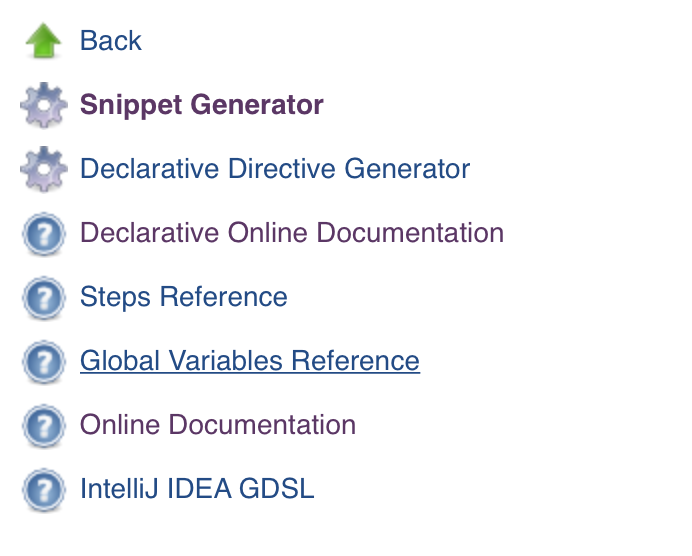 Back
Snippet Generator
Declarative Directive Generator
Declarative Online Documentation
Steps Reference
Global Variables Reference
Online Documentation
IntelliJ IDEA GDSL